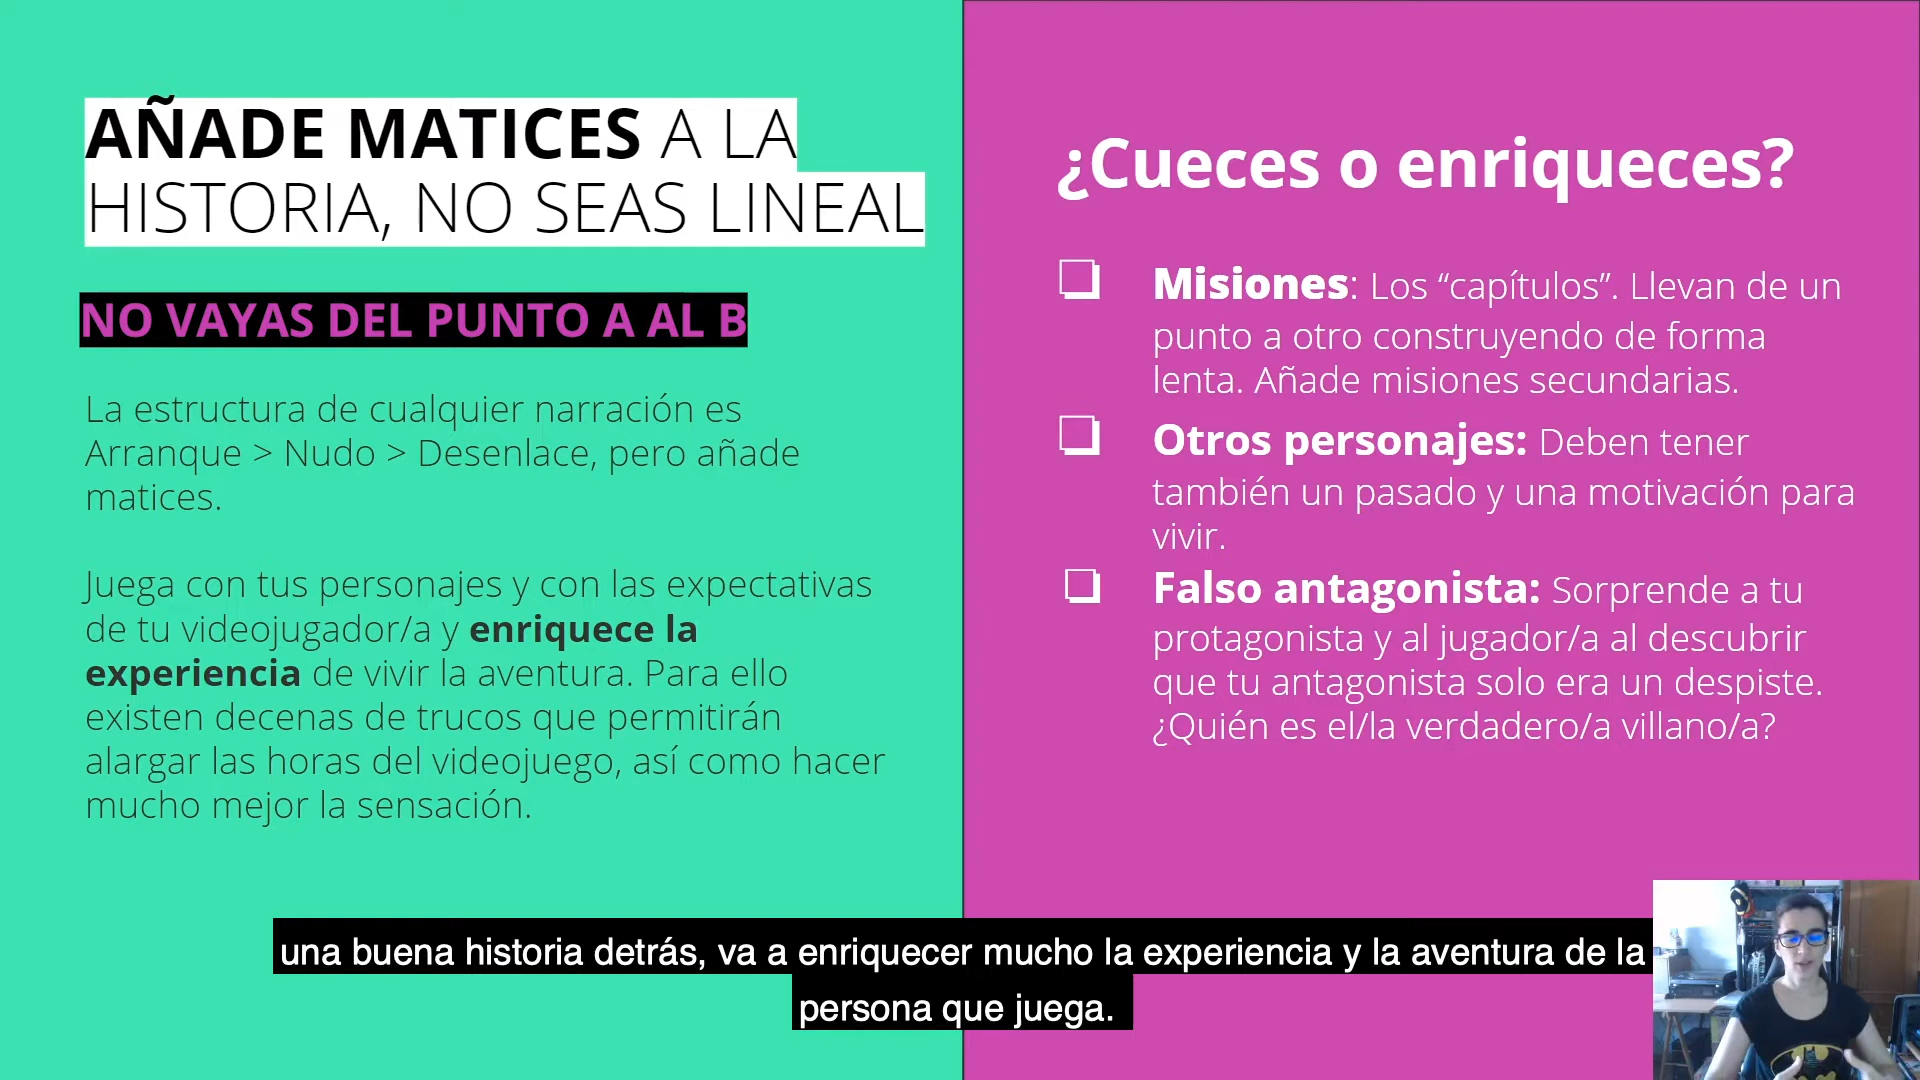 AÑADE MATICES A LA
HISTORIA, NO SEAS LINEAL
NO VAYAS DEL PUNTO A AL B
La estructura de cualquier narración es
Arranque > Nudo > Desenlace, pero añade
matices.
Juega con tus personajes y con las expectativas
de tu videojugador/a y enriquece la
experiencia de vivir la aventura. Para ello
existen decenas de trucos que permitirán
alargar las horas del videojuego, así como hacer
mucho mejor la sensación.
¿Cueces o enriqueces?
Misiones: Los “capítulos”. Llevan de un
punto a otro construyendo de forma
lenta. Añade misiones secundarias.
Otros personajes: Deben tener
también un pasado y una motivación para
vivir.
Falso antagonista: Sorprende a tu
protagonista y al jugador/a al descubrir
que tu antagonista solo era un despiste.
¿Quién es el/la verdadero/a villano/a?
una buena historia detrás, va a enriquecer mucho la experiencia y la aventura de la
persona que juega.